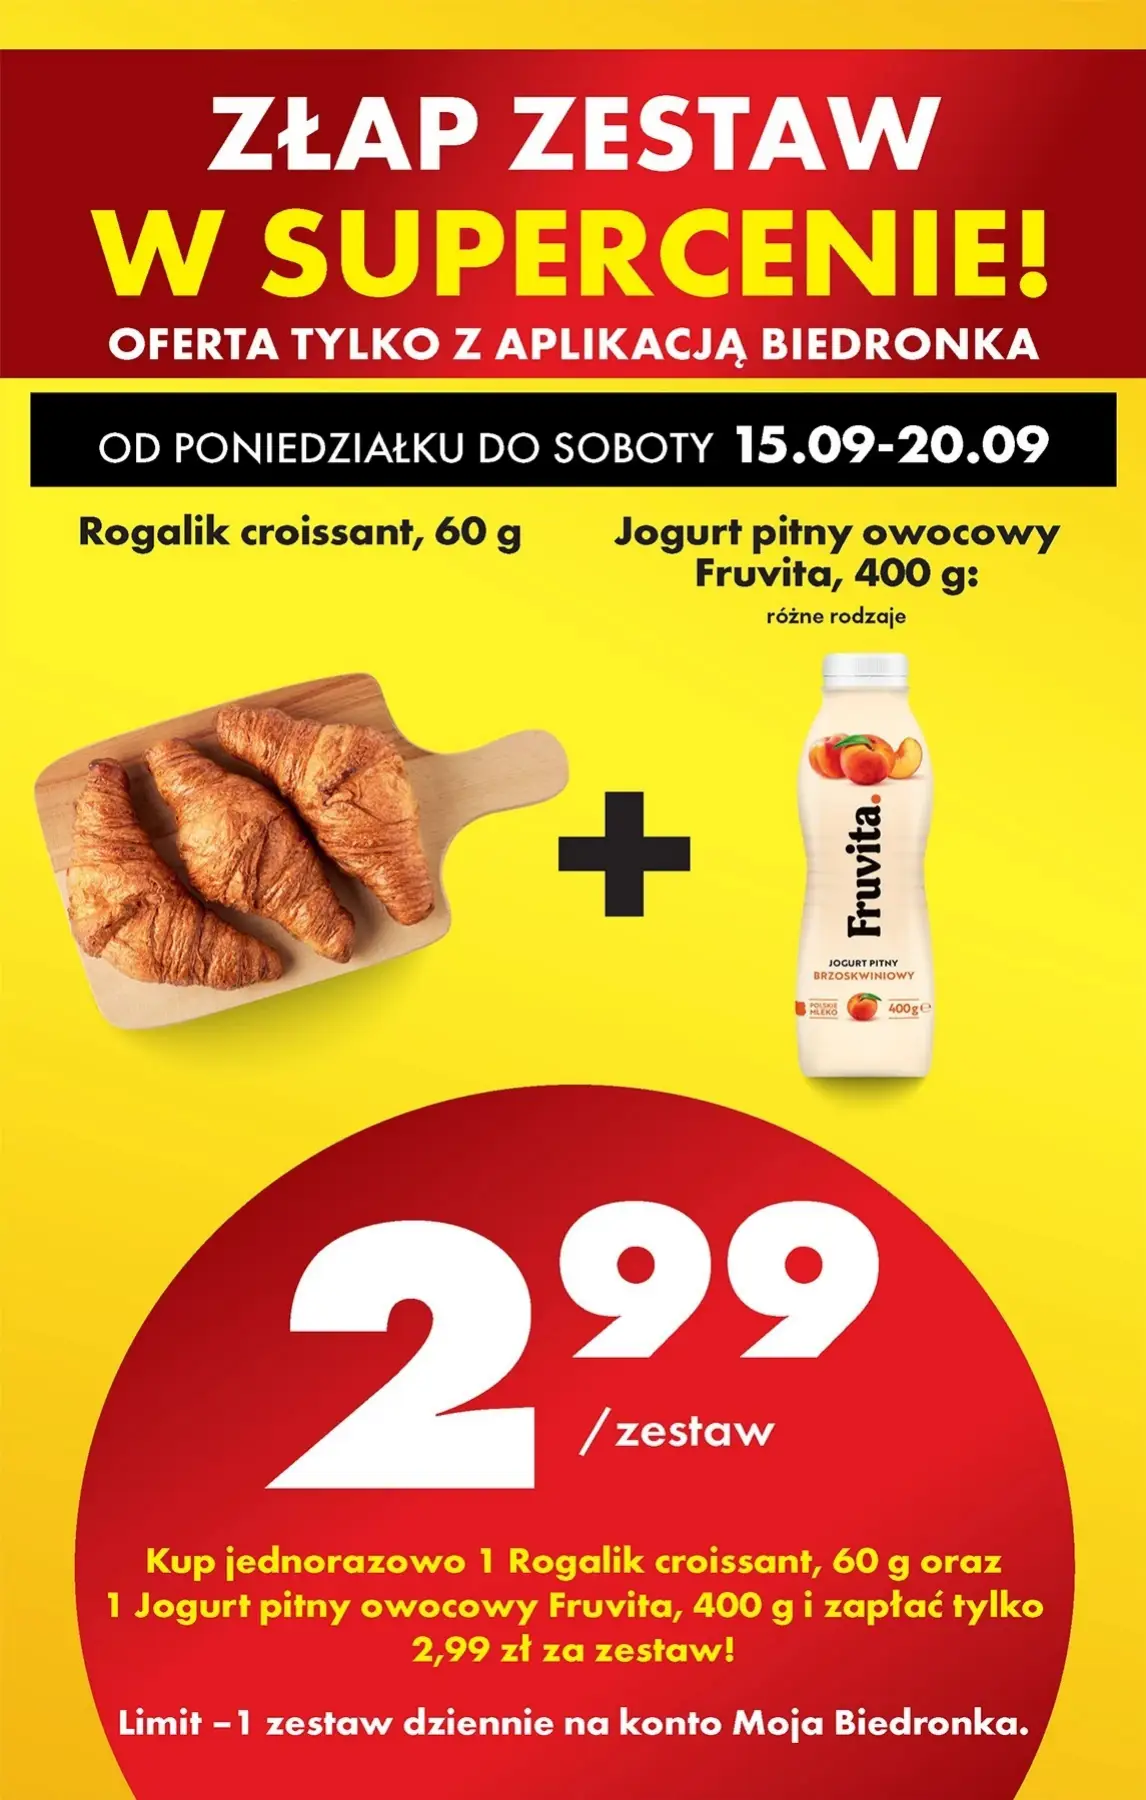 ZŁAP ZESTAW
W SUPERCENIE!
OFERTA TYLKO Z APLIKACJĄ BIEDRONKA
OD PONIEDZIAŁKU DO SOBOTY 15.09-20.09
Rogalik croissant, 60 g
Jogurt pitny owocowy
Fruvita, 400 g:
różne rodzaje
+
Fruvita.
JOGURT PITNY
BRZOSKWINIOWY
POLSKIE
MLEKO
400g e
2 99
/zestaw
Kup jednorazowo 1 Rogalik croissant, 60 g oraz
1 Jogurt pitny owocowy Fruvita, 400 g i zapłać tylko
2,99 zł za zestaw!
Limit –1 zestaw dziennie na konto Moja Biedronka.